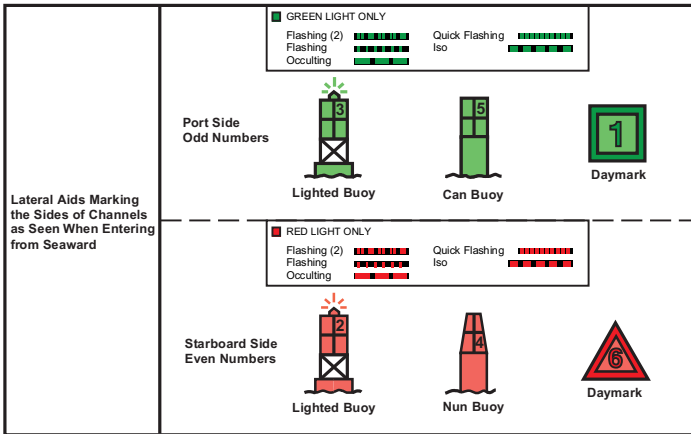 GREEN LIGHT ONLY
Flashing (2)
Quick Flashing
Flashing
Iso
Occulting
Port Side
Odd Numbers
3
5
1
Lighted Buoy
Can Buoy
Daymark
Lateral Aids Marking
the Sides of Channels
as Seen When Entering
from Seaward
RED LIGHT ONLY
Flashing (2)
Quick Flashing
Flashing
Iso
Occulting
Starboard Side
Even Numbers
2
4
6
Lighted Buoy
Nun Buoy
Daymark